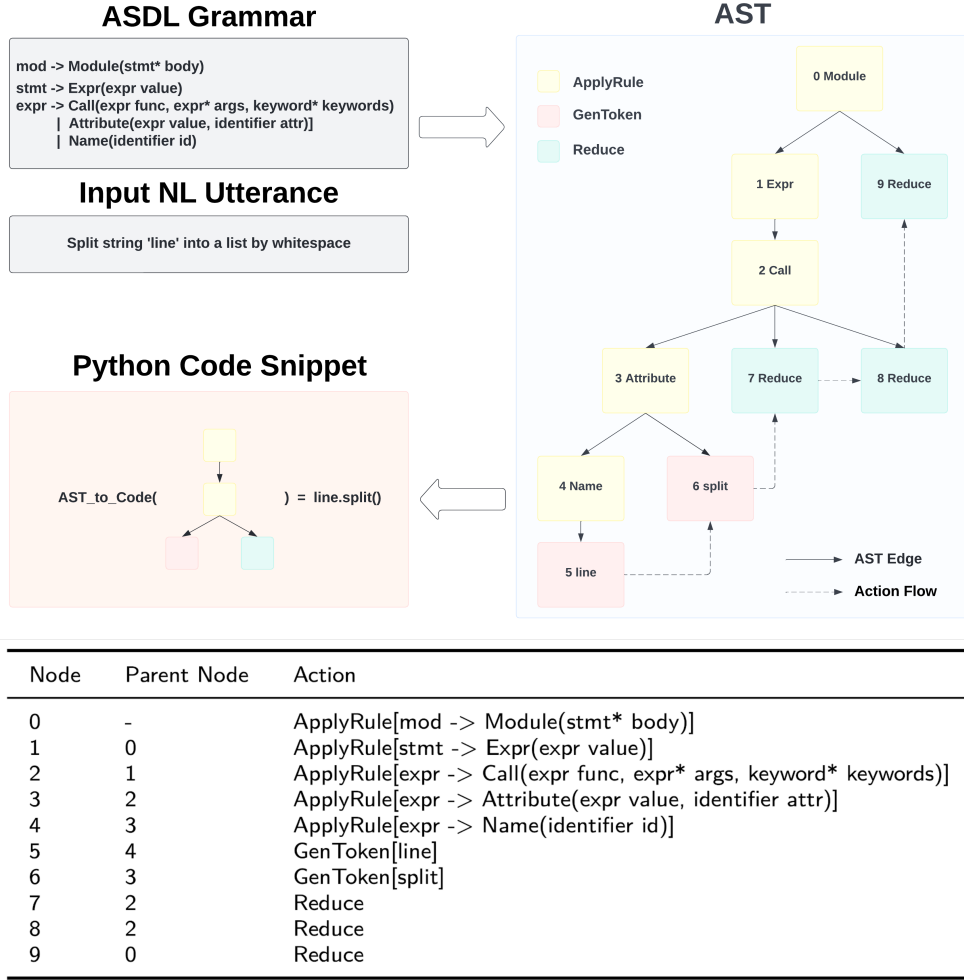 ASDL Grammar
mod -> Module(stmt* body)
stmt -> Expr(expr value)
expr -> Call(expr func, expr* args, keyword* keywords)
| Attribute(expr value, identifier attr)]
| Name(identifier id)
Input NL Utterance
Split string 'line' into a list by whitespace
Python Code Snippet
AST_to_Code( ) = line.split()
AST
ApplyRule
GenToken
Reduce
0 Module
1 Expr
9 Reduce
2 Call
3 Attribute
7 Reduce
8 Reduce
4 Name
6 split
5 line
AST Edge
Action Flow
Node Parent Node Action
0 - ApplyRule[mod -> Module(stmt* body)]
1 0 ApplyRule[stmt -> Expr(expr value)]
2 1 ApplyRule[expr -> Call(expr func, expr* args, keyword* keywords)]
3 2 ApplyRule[expr -> Attribute(expr value, identifier attr)]
4 3 ApplyRule[expr -> Name(identifier id)]
5 4 GenToken[line]
6 3 GenToken[split]
7 2 Reduce
8 2 Reduce
9 0 Reduce